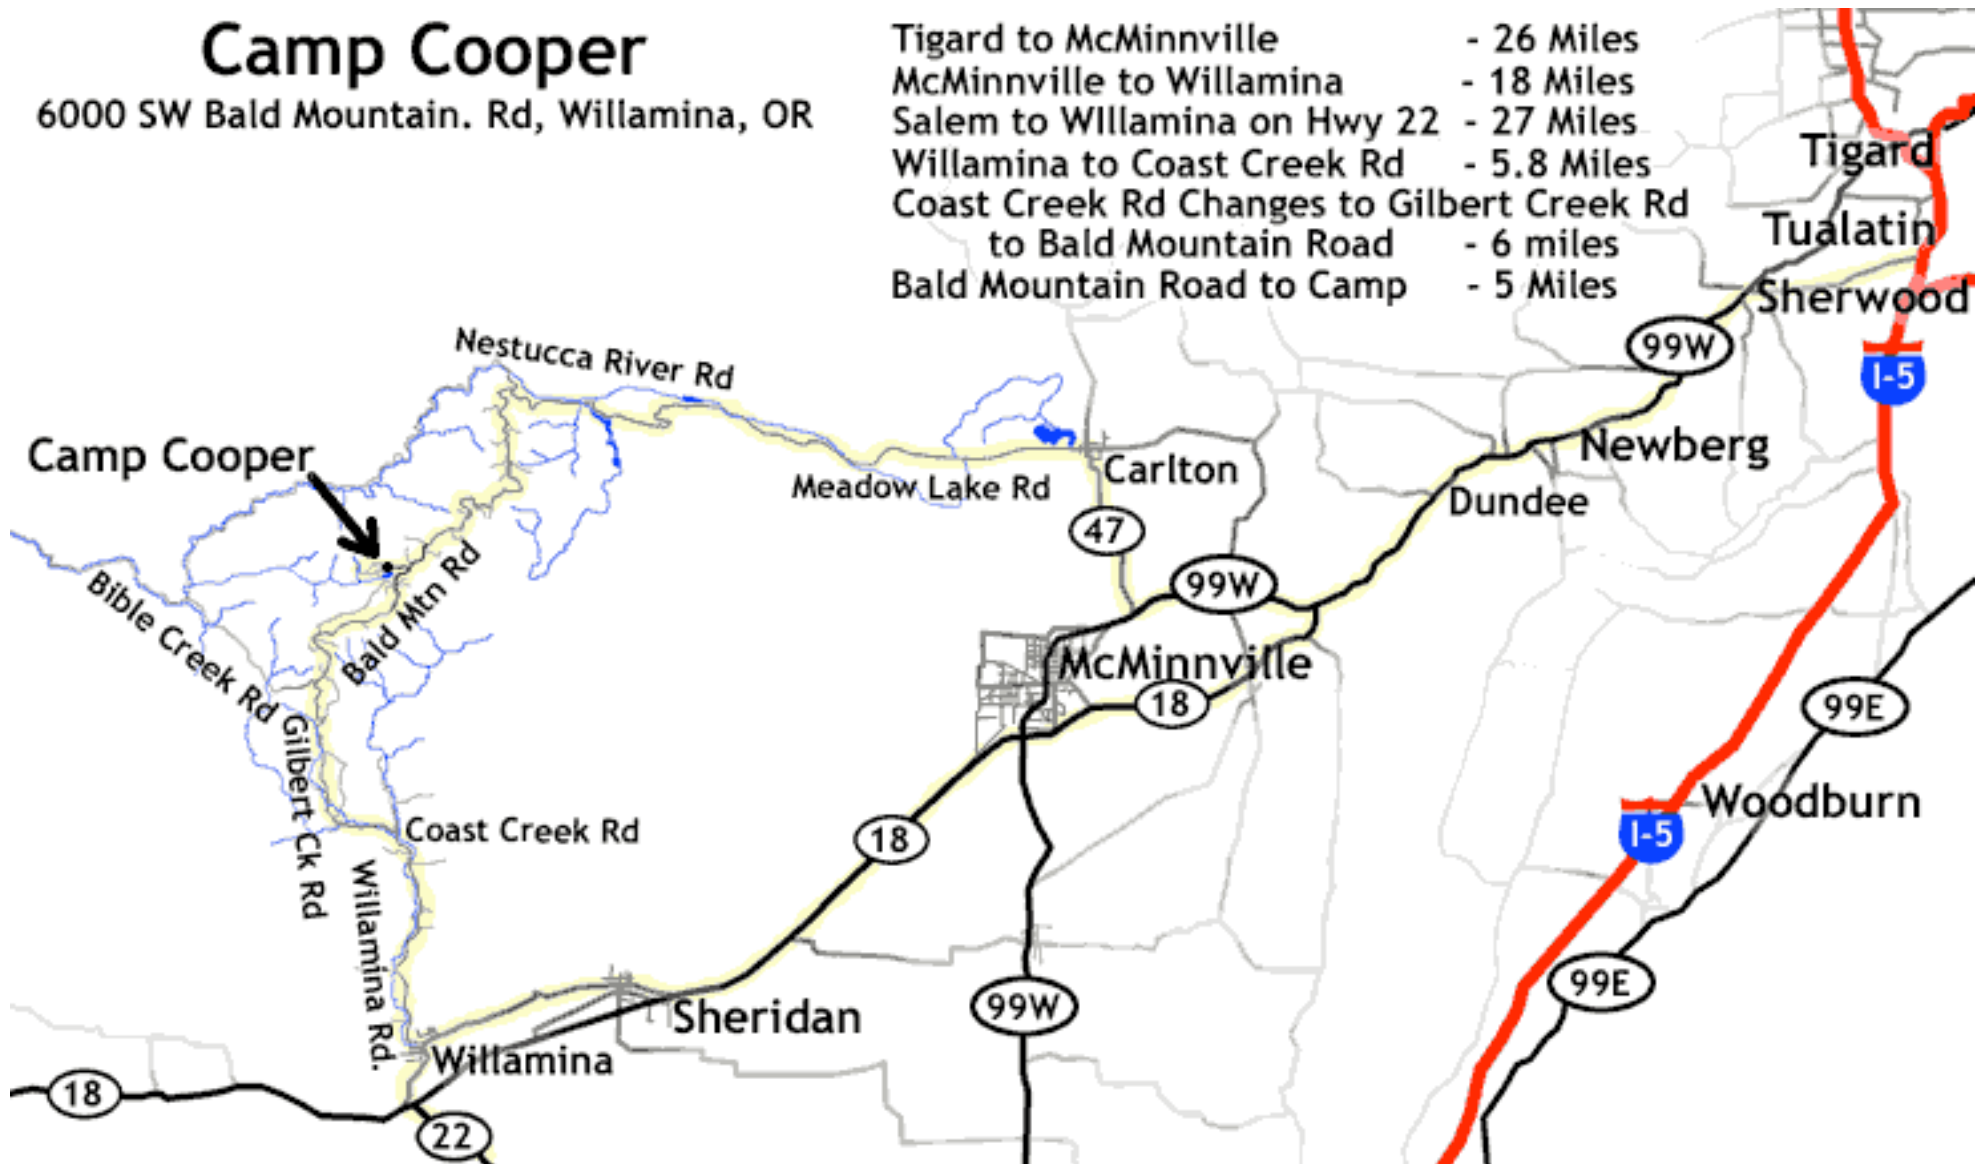 Camp Cooper
6000 SW Bald Mountain. Rd, Willamina, OR
Tigard to McMinnville - 26 Miles
McMinnville to Willamina - 18 Miles
Salem to WIllamina on Hwy 22 - 27 Miles
Willamina to Coast Creek Rd - 5.8 Miles
Coast Creek Rd Changes to Gilbert Creek Rd
to Bald Mountain Road - 6 miles
Bald Mountain Road to Camp - 5 Miles
Tigard
Tualatin
Sherwood
99W
I-5
Nestucca River Rd
Camp Cooper
Meadow Lake Rd
Carlton
Newberg
Dundee
47
99W
Bald Mtn Rd
Bible Creek Rd
McMinnville
18
99E
Gilbert Ck Rd
Coast Creek Rd
18
Woodburn
I-5
Willamina Rd.
99E
99W
Sheridan
Willamina
18
22